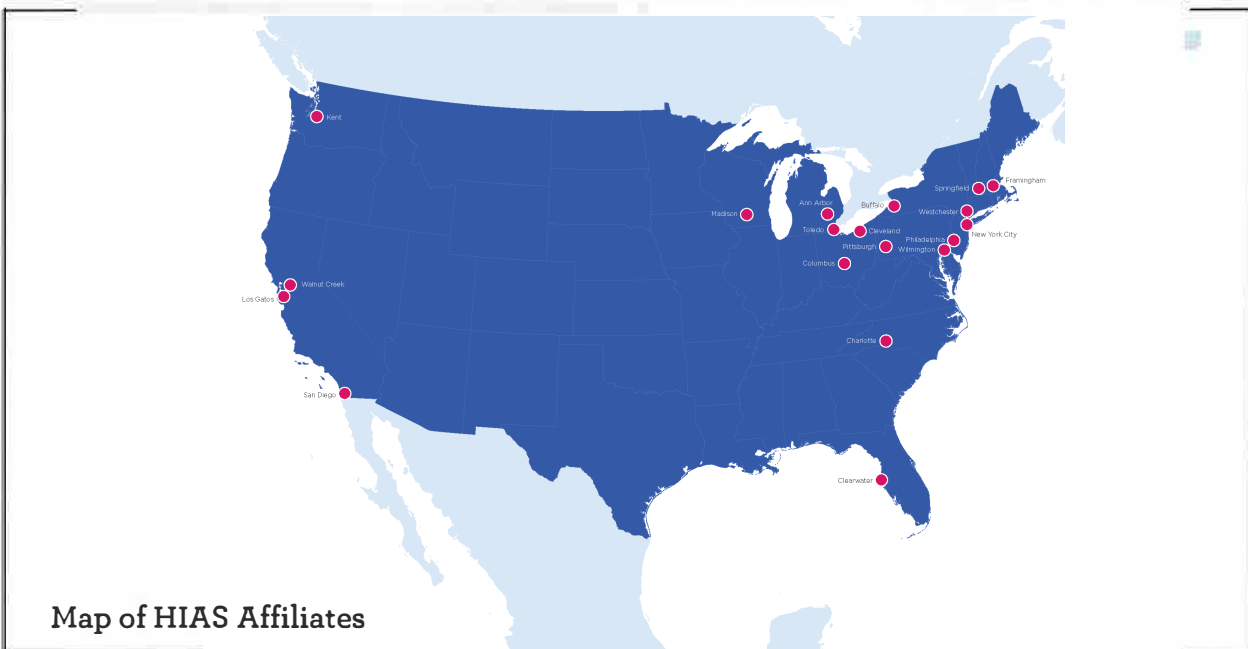 Kent
Framingham
Springfield
Ann Arbor
Buffalo
Madison
Westchester
Toledo
Cleveland
New York City
Philadelphia
Pittsburgh
Wilmington
Columbus
Walnut Creek
Los Gatos
Charlotte
San Diego
Clearwater
Map of HIAS Affiliates